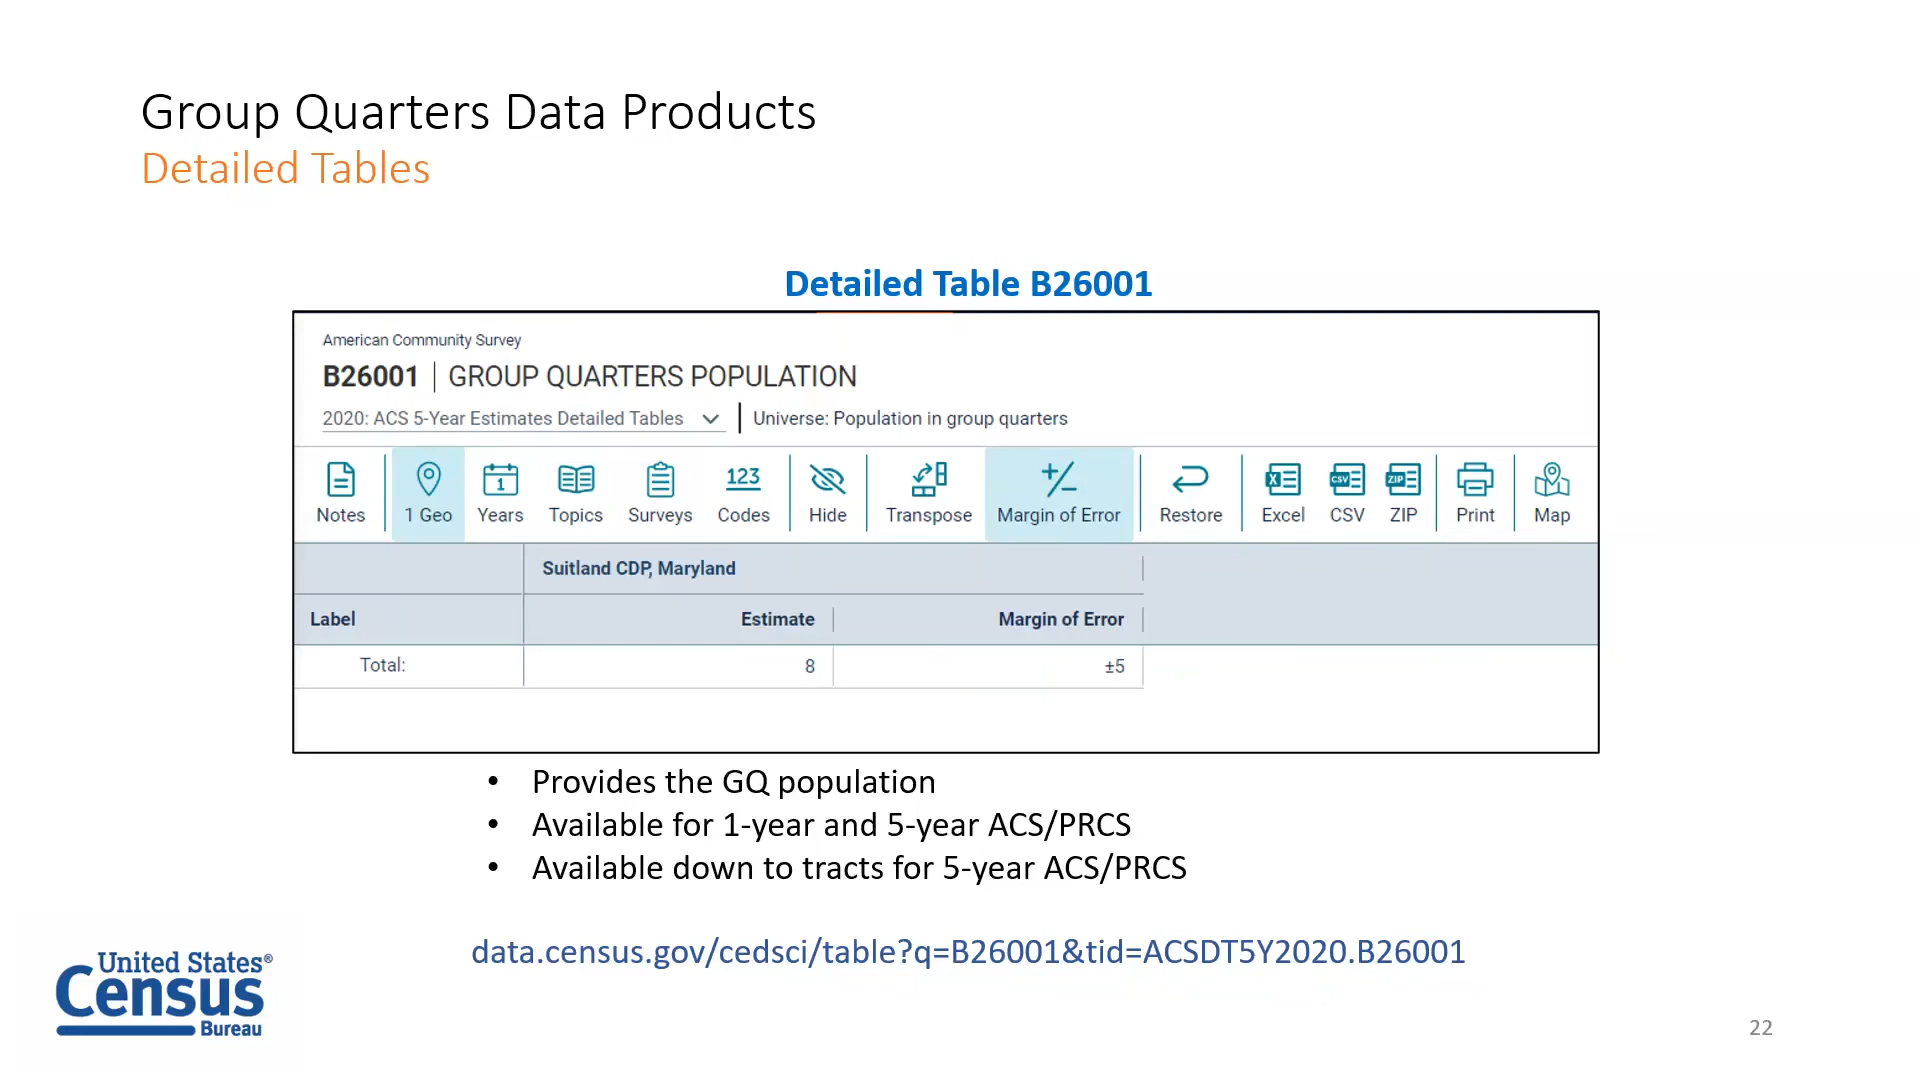 Group Quarters Data Products
Detailed Tables
Detailed Table B26001
American Community Survey
B26001 | GROUP QUARTERS POPULATION
2020: ACS 5-Year Estimates Detailed Tables | Universe: Population in group quarters
1
123
X
CSV
ZIP
Notes 1 Geo Years Topics Surveys Codes Hide Transpose Margin of Error Restore Excel CSV ZIP Print Map
Suitland CDP, Maryland
Label Estimate Margin of Error
Total: 8 ±5
• Provides the GQ population
• Available for 1-year and 5-year ACS/PRCS
• Available down to tracts for 5-year ACS/PRCS
data.census.gov/cedsci/table?q=B26001&tid=ACSDT5Y2020.B26001
United States®
Census
Bureau
22